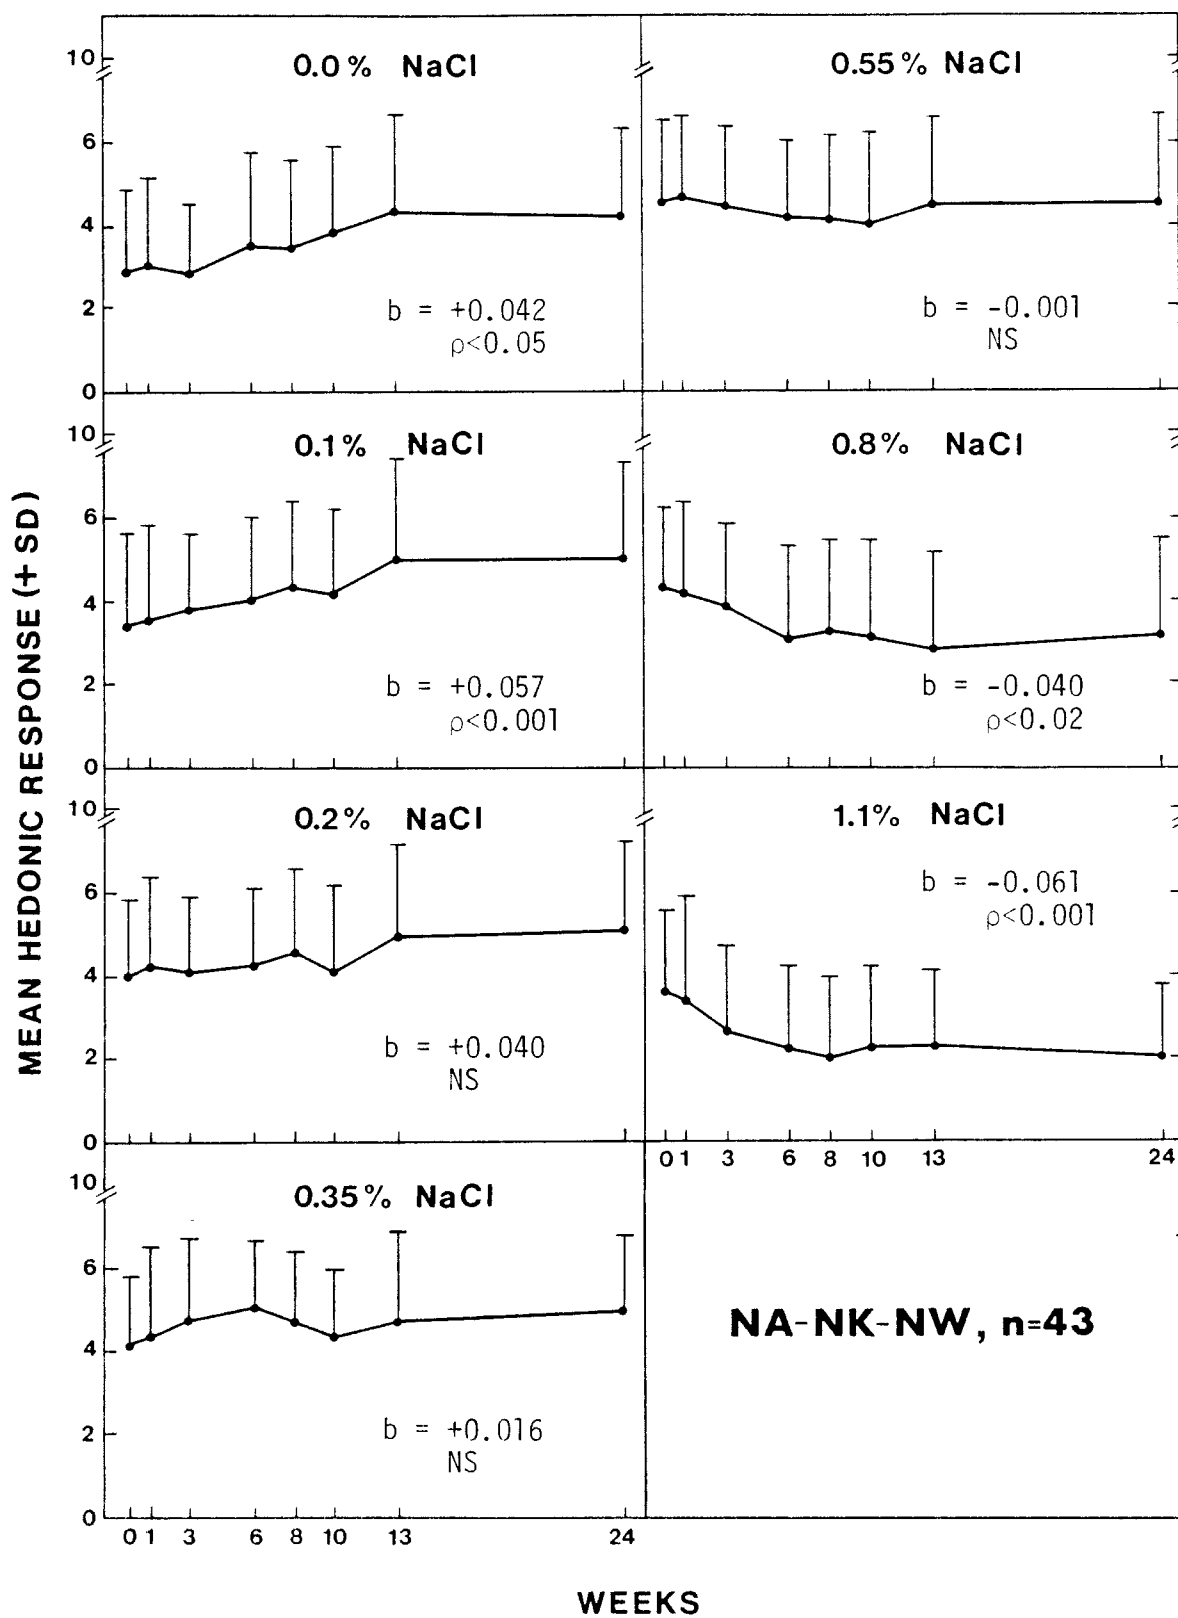 MEAN HEDONIC RESPONSE (+ SD)
0.0% NaCl
10
6
4
2
0
b = +0.042
ρ<0.05
0.55% NaCl
b = -0.001
NS
0.1% NaCl
10
6
4
2
0
b = +0.057
ρ<0.001
0.8% NaCl
b = -0.040
ρ<0.02
0.2% NaCl
10
6
4
2
0
b = +0.040
NS
1.1% NaCl
b = -0.061
ρ<0.001
0 1 3 6 8 10 13 24
0.35% NaCl
10
6
4
2
0
b = +0.016
NS
0 1 3 6 8 10 13 24
NA-NK-NW, n=43
WEEKS